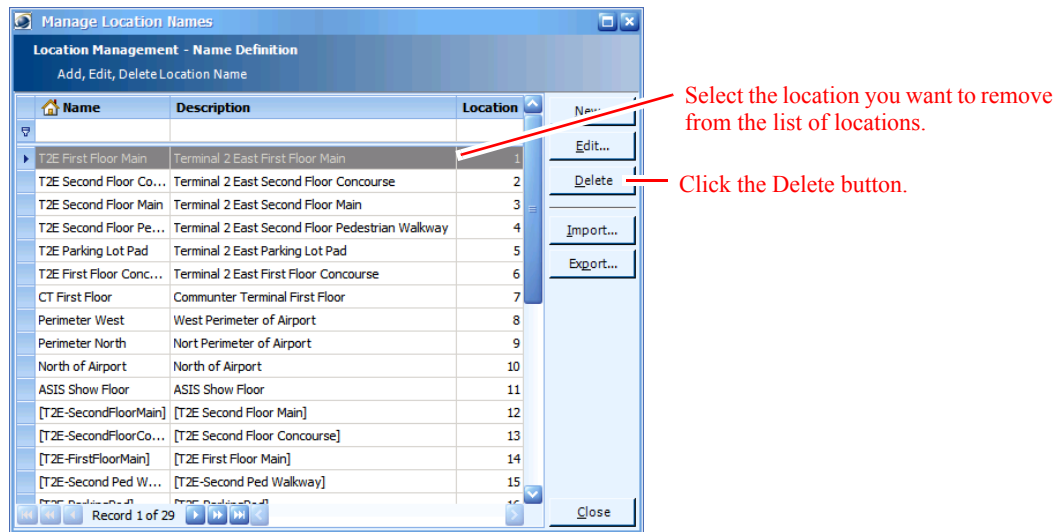 Manage Location Names
Location Management - Name Definition
Add, Edit, Delete Location Name
Name Description Location
T2E First Floor Main Terminal 2 East First Floor Main 1
T2E Second Floor Co... Terminal 2 East Second Floor Concourse 2
T2E Second Floor Main Terminal 2 East Second Floor Main 3
T2E Second Floor Pe... Terminal 2 East Second Floor Pedestrian Walkway 4
T2E Parking Lot Pad Terminal 2 East Parking Lot Pad 5
T2E First Floor Conc... Terminal 2 East First Floor Concourse 6
CT First Floor Communter Terminal First Floor 7
Perimeter West West Perimeter of Airport 8
Perimeter North Nort Perimeter of Airport 9
North of Airport North of Airport 10
ASIS Show Floor ASIS Show Floor 11
[T2E-SecondFloorMain] [T2E Second Floor Main] 12
[T2E-SecondFloorCo... [T2E Second Floor Concourse] 13
[T2E-FirstFloorMain] [T2E First Floor Main] 14
[T2E-Second Ped W... [T2E-Second Ped Walkway] 15
Record 1 of 29
Edit...
Delete
Import...
Export...
Close
Select the location you want to remove
from the list of locations.
Click the Delete button.